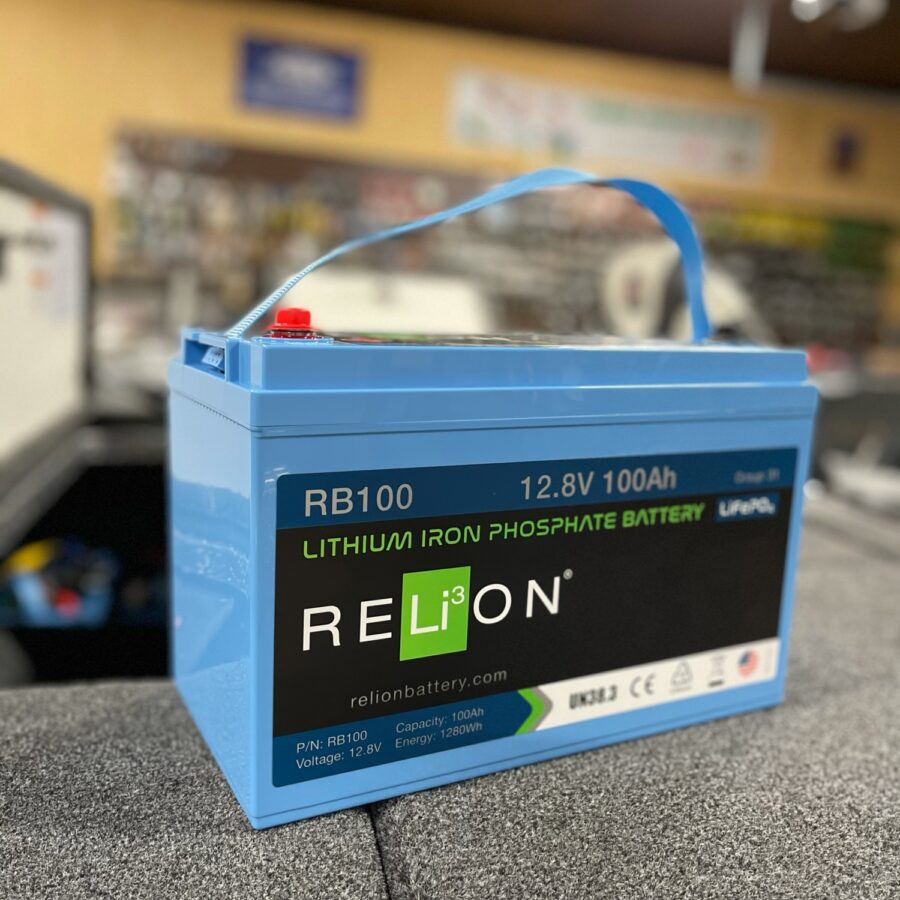 RB100 12.8V 100Ah Group 31
LITHIUM IRON PHOSPHATE BATTERY LiFePO₄
RELi³ON®
relionbattery.com
P/N: RB100 Capacity: 100Ah
Voltage: 12.8V Energy: 1280Wh
UN38.3 CE